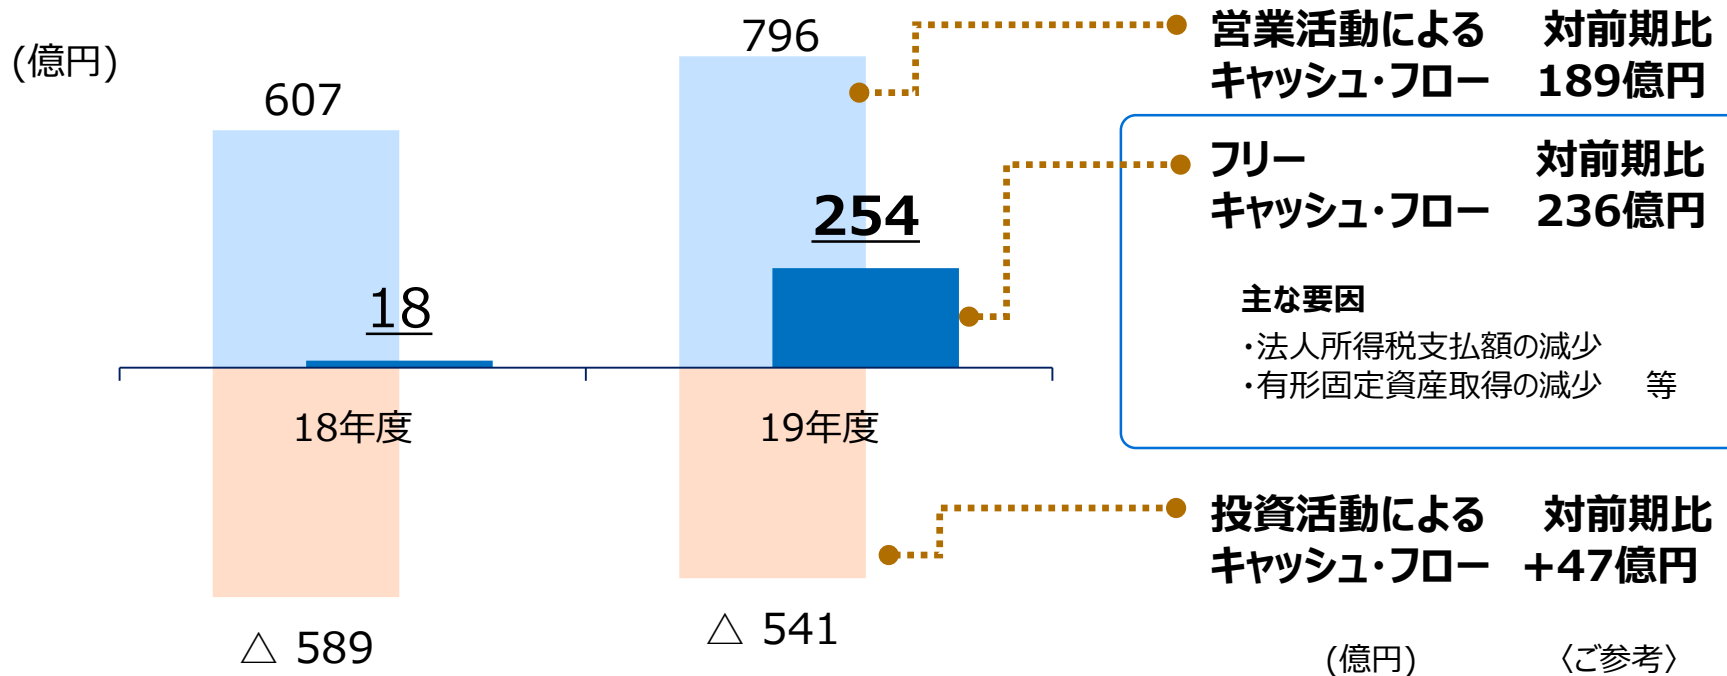 (億円)
607
796
18
254
18年度
19年度
△ 589
△ 541
営業活動による 対前期比
キャッシュ・フロー 189億円
フリー 対前期比
キャッシュ・フロー 236億円
主な要因
・法人所得税支払額の減少
・有形固定資産取得の減少 等
投資活動による 対前期比
キャッシュ・フロー +47億円
(億円) 〈ご参考〉